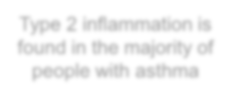 Type 2 inflammation is
found in the majority of
people with asthma